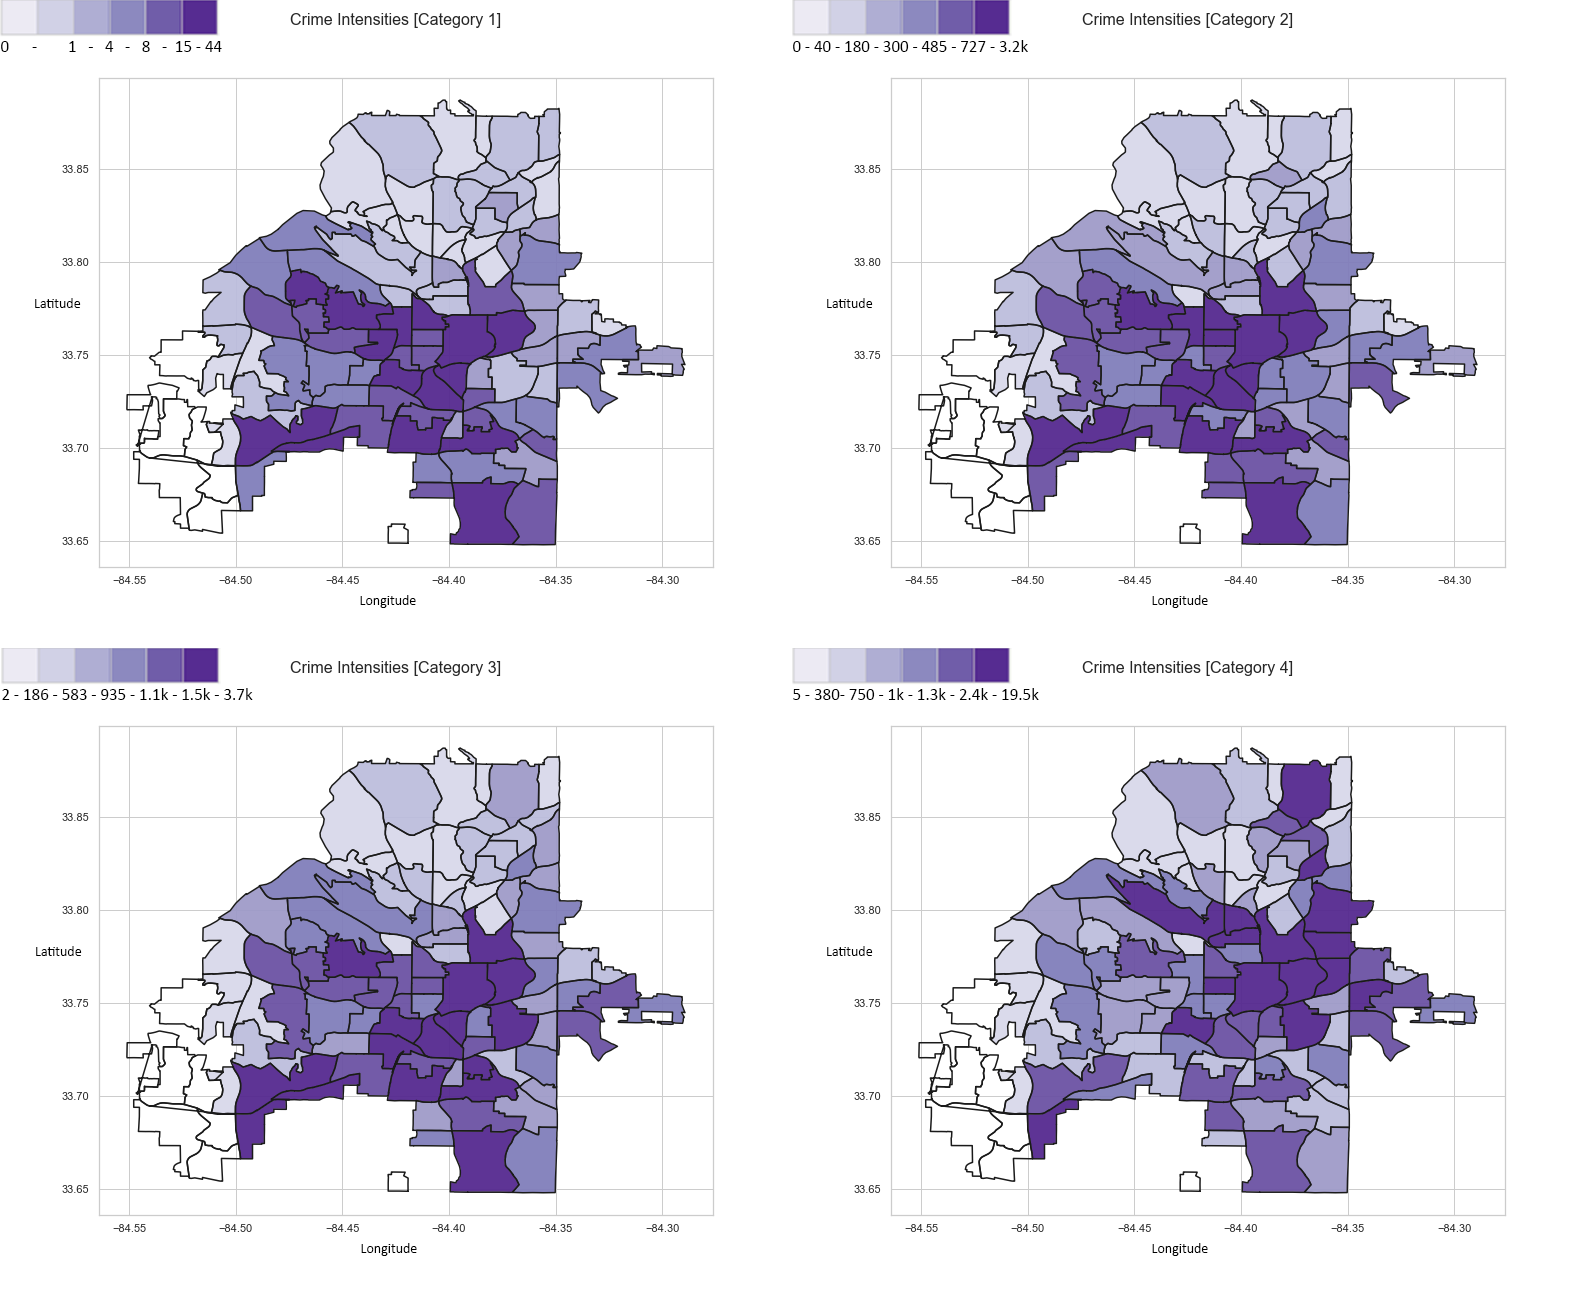 Crime Intensities [Category 1]
0 - 1 - 4 - 8 - 15 - 44
33.85
33.80
Latitude
33.75
33.70
33.65
−84.55 −84.50 −84.45 −84.40 −84.35 −84.30
Longitude
Crime Intensities [Category 2]
0 - 40 - 180 - 300 - 485 - 727 - 3.2k
33.85
33.80
Latitude
33.75
33.70
33.65
−84.55 −84.50 −84.45 −84.40 −84.35 −84.30
Longitude
Crime Intensities [Category 3]
2 - 186 - 583 - 935 - 1.1k - 1.5k - 3.7k
33.85
33.80
Latitude
33.75
33.70
33.65
−84.55 −84.50 −84.45 −84.40 −84.35 −84.30
Longitude
Crime Intensities [Category 4]
5 - 380- 750 - 1k - 1.3k - 2.4k - 19.5k
33.85
33.80
Latitude
33.75
33.70
33.65
−84.55 −84.50 −84.45 −84.40 −84.35 −84.30
Longitude